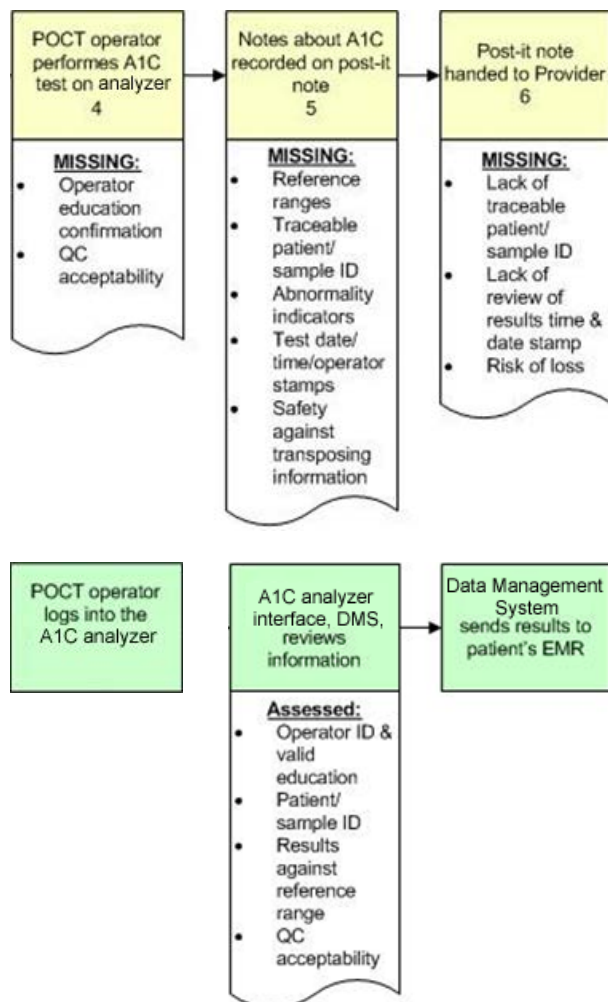 POCT operator
performes A1C
test on analyzer
4
Notes about A1C
recorded on post-it
note
5
Post-it note
handed to Provider
6
MISSING:
• Operator
education
confirmation
• QC
acceptability
MISSING:
• Reference
ranges
• Traceable
patient/
sample ID
• Abnormality
indicators
• Test date/
time/operator
stamps
• Safety
against
transposing
information
MISSING:
• Lack of
traceable
patient/
sample ID
• Lack of
review of
results time &
date stamp
• Risk of loss
POCT operator
logs into the
A1C analyzer
A1C analyzer
interface, DMS,
reviews
information
Data Management
System
sends results to
patient's EMR
Assessed:
• Operator ID &
valid
education
• Patient/
sample ID
• Results
against
reference
range
• QC
acceptability